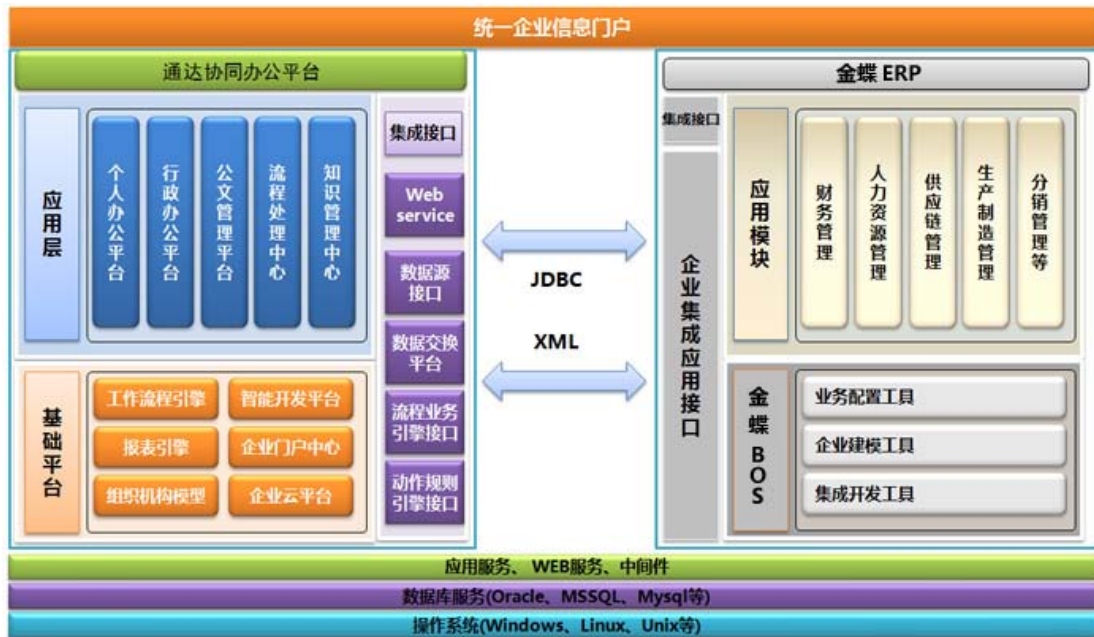 统一企业信息门户
通达协同办公平台
应用层
个人办公平台
行政办公平台
公文管理平台
流程处理中心
知识管理中心
基础平台
工作流程引擎
智能开发平台
报表引擎
企业门户中心
组织机构模型
企业云平台
集成接口
Web
service
数据源
接口
数据交换
平台
流程业务
引擎接口
动作规则
引擎接口
JDBC
XML
金蝶 ERP
集成接口
企业集成应用接口
应用模块
财务管理
人力资源管理
供应链管理
生产制造管理
分销管理等
金蝶BOS
业务配置工具
企业建模工具
集成开发工具
应用服务、 WEB服务、中间件
数据库服务(Oracle、MSSQL、Mysql等)
操作系统(Windows、Linux、Unix等)